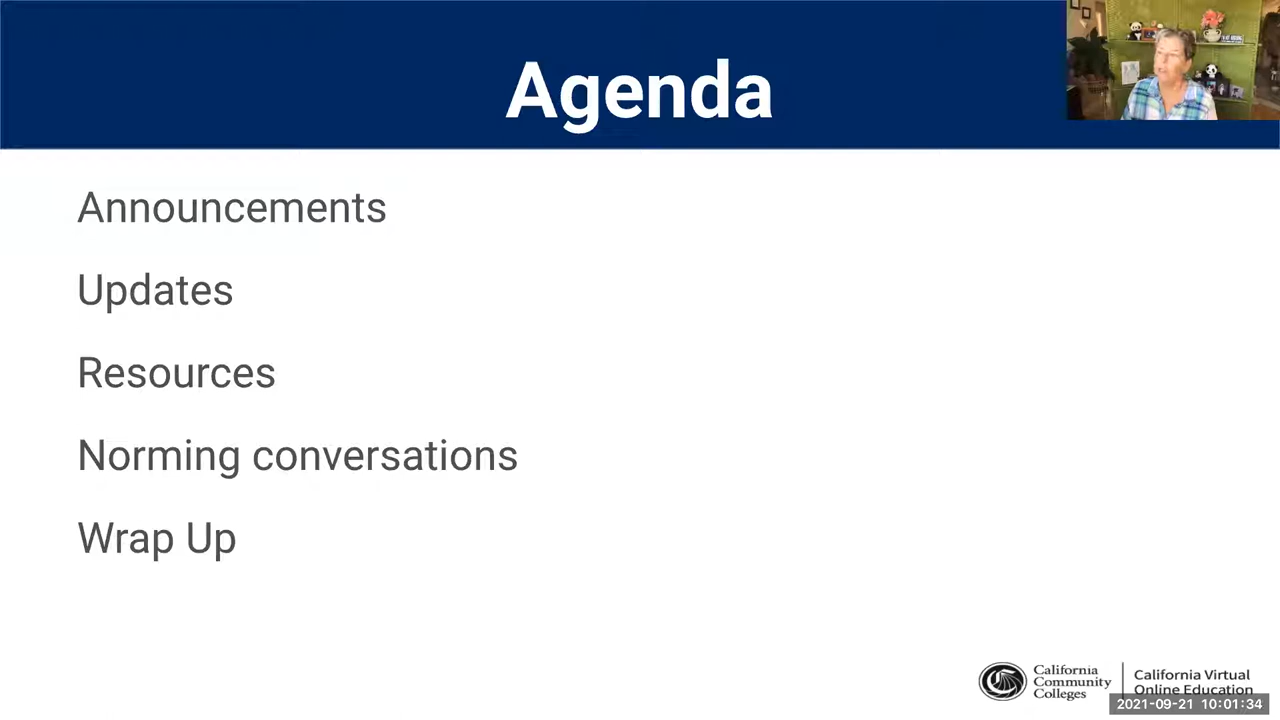 Agenda
Announcements
Updates
Resources
Norming conversations
Wrap Up
California
Community
Colleges
California Virtual
Online Education
2021-09-21 10:01:34